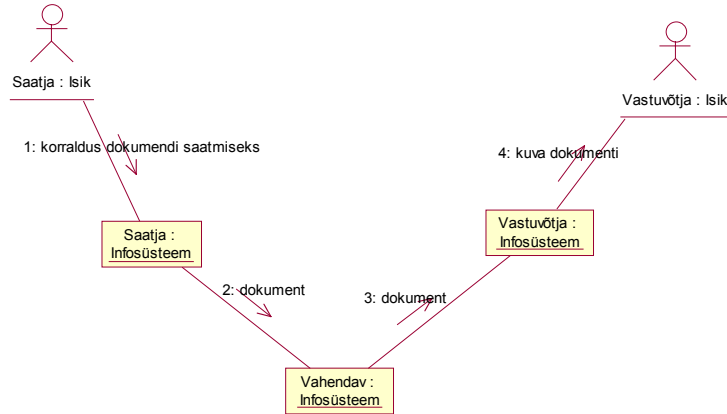 Saatja : Isik
Vastuvõtja : Isik
1: korraldus dokumendi saatmiseks
4: kuva dokumenti
Saatja :
Infosüsteem
Vastuvõtja :
Infosüsteem
2: dokument
3: dokument
Vahendav :
Infosüsteem